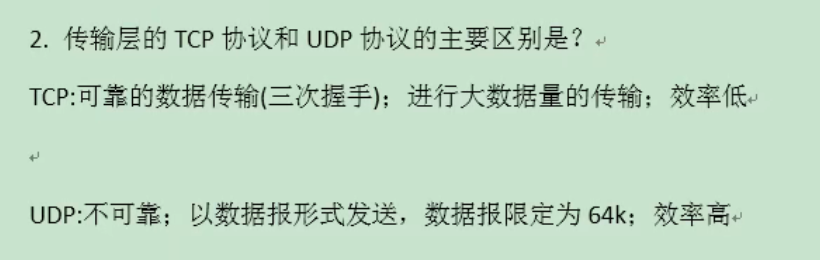 2. 传输层的 TCP 协议和 UDP 协议的主要区别是？
TCP:可靠的数据传输(三次握手)；进行大数据量的传输；效率低
UDP:不可靠；以数据报形式发送，数据报限定为 64k；效率高